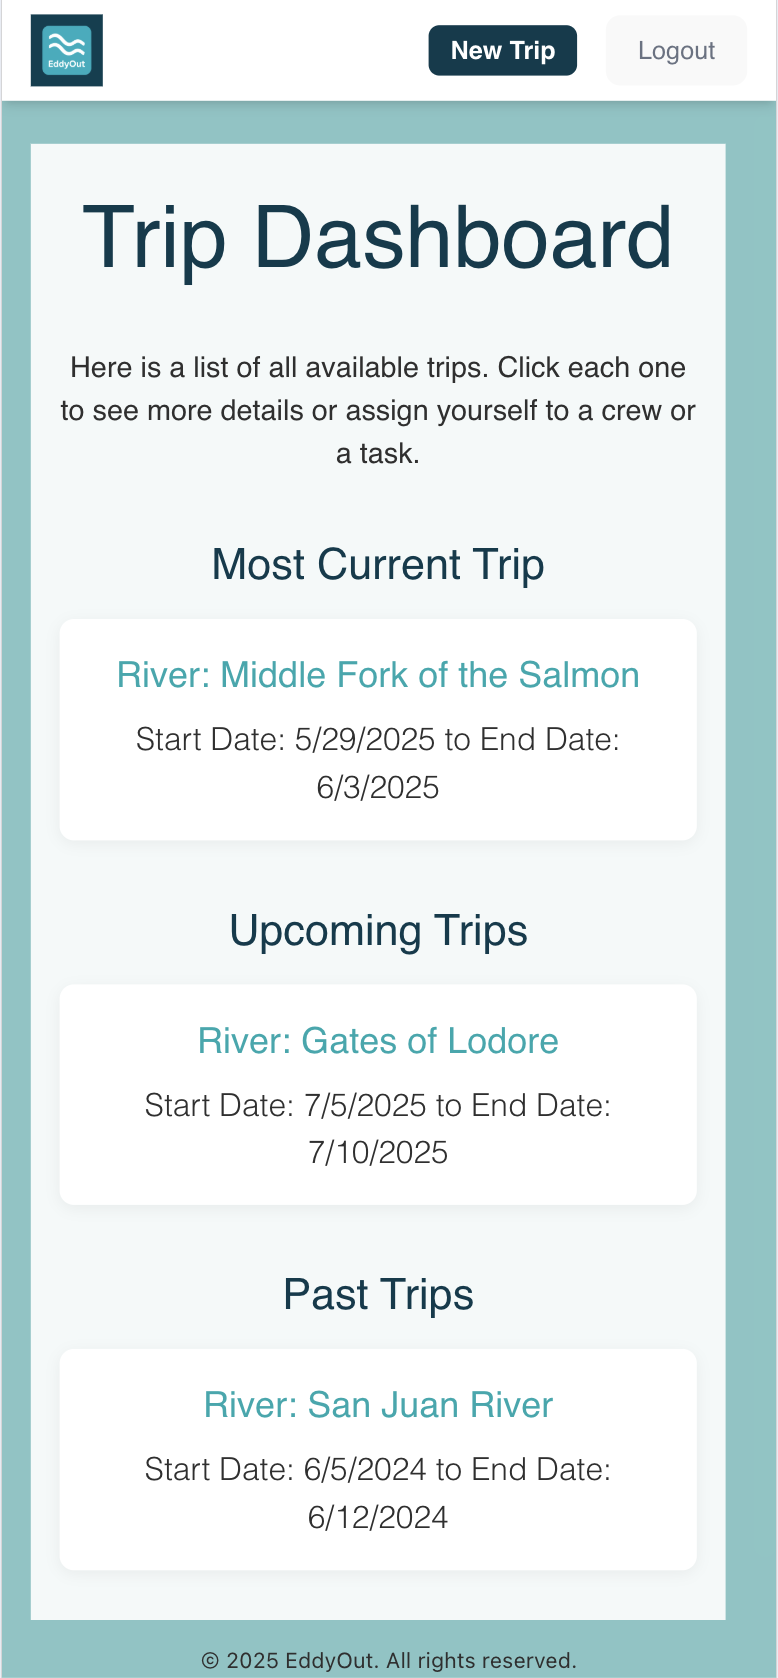 EddyOut
New Trip
Logout
Trip Dashboard
Here is a list of all available trips. Click each one
to see more details or assign yourself to a crew or
a task.
Most Current Trip
River: Middle Fork of the Salmon
Start Date: 5/29/2025 to End Date:
6/3/2025
Upcoming Trips
River: Gates of Lodore
Start Date: 7/5/2025 to End Date:
7/10/2025
Past Trips
River: San Juan River
Start Date: 6/5/2024 to End Date:
6/12/2024
© 2025 EddyOut. All rights reserved.